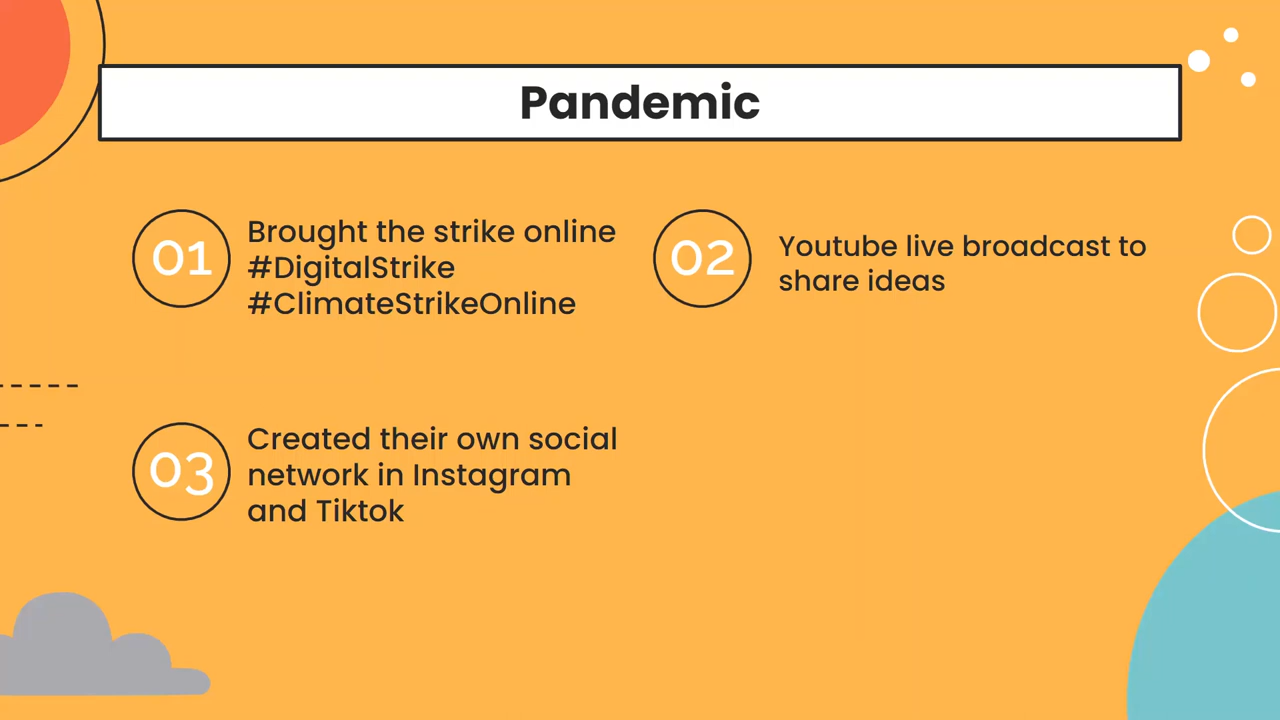 Pandemic
01
Brought the strike online
#DigitalStrike
#ClimateStrikeOnline
02
Youtube live broadcast to
share ideas
03
Created their own social
network in Instagram
and Tiktok